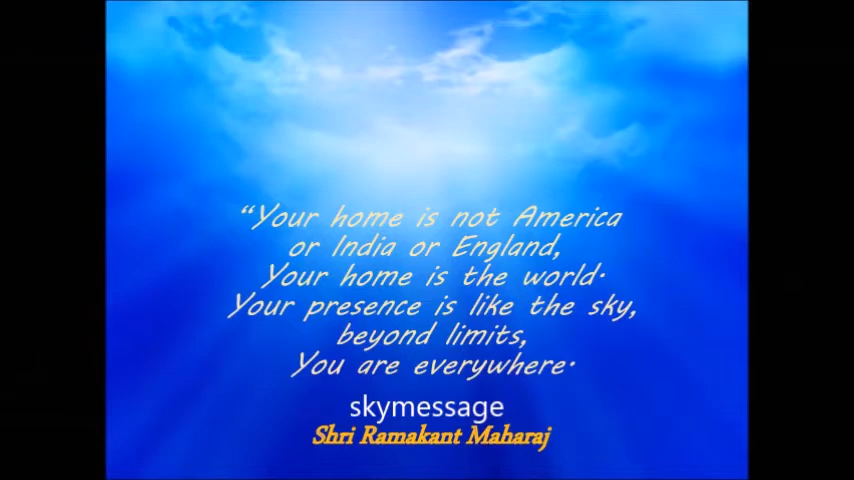 “Your home is not America
or India or England,
Your home is the world.
Your presence is like the sky,
beyond limits,
You are everywhere.
skymessage
Shri Ramakant Maharaj